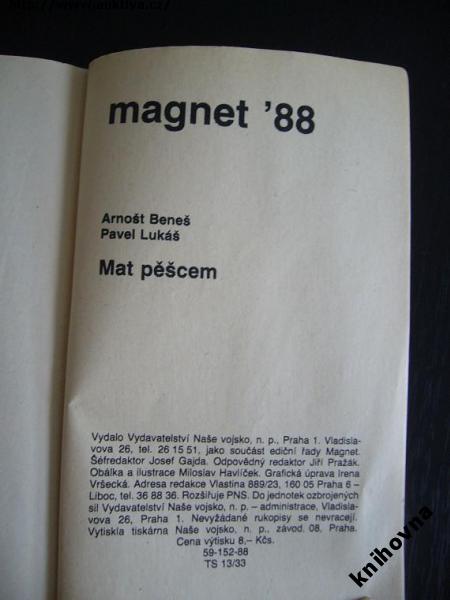 magnet '88
Arnošt Beneš
Pavel Lukáš
Mat pěšcem
Vydalo Vydavatelství Naše vojsko, n. p., Praha 1. Vladisla-
vova 26, tel. 26 15 51, jako součást ediční řady Magnet.
Šéfredaktor Josef Gajda. Odpovědný redaktor Jiří Pražák.
Obálka a ilustrace Miloslav Havlíček. Grafická úprava Irena
Vršecká. Adresa redakce Vlastina 889/23, 160 05 Praha 6 –
Liboc, tel. 36 88 36. Rozšiřuje PNS. Do jednotek ozbrojených
sil Vydavatelství Naše vojsko, n. p. – administrace, Vladisla-
vova 26, Praha 1. Nevyžádané rukopisy se nevracejí.
Vytiskla tiskárna Naše vojsko, n. p., závod. 08, Praha.
Cena výtisku 8,- Kčs.
59-152-88
TS 13/33
knihovna